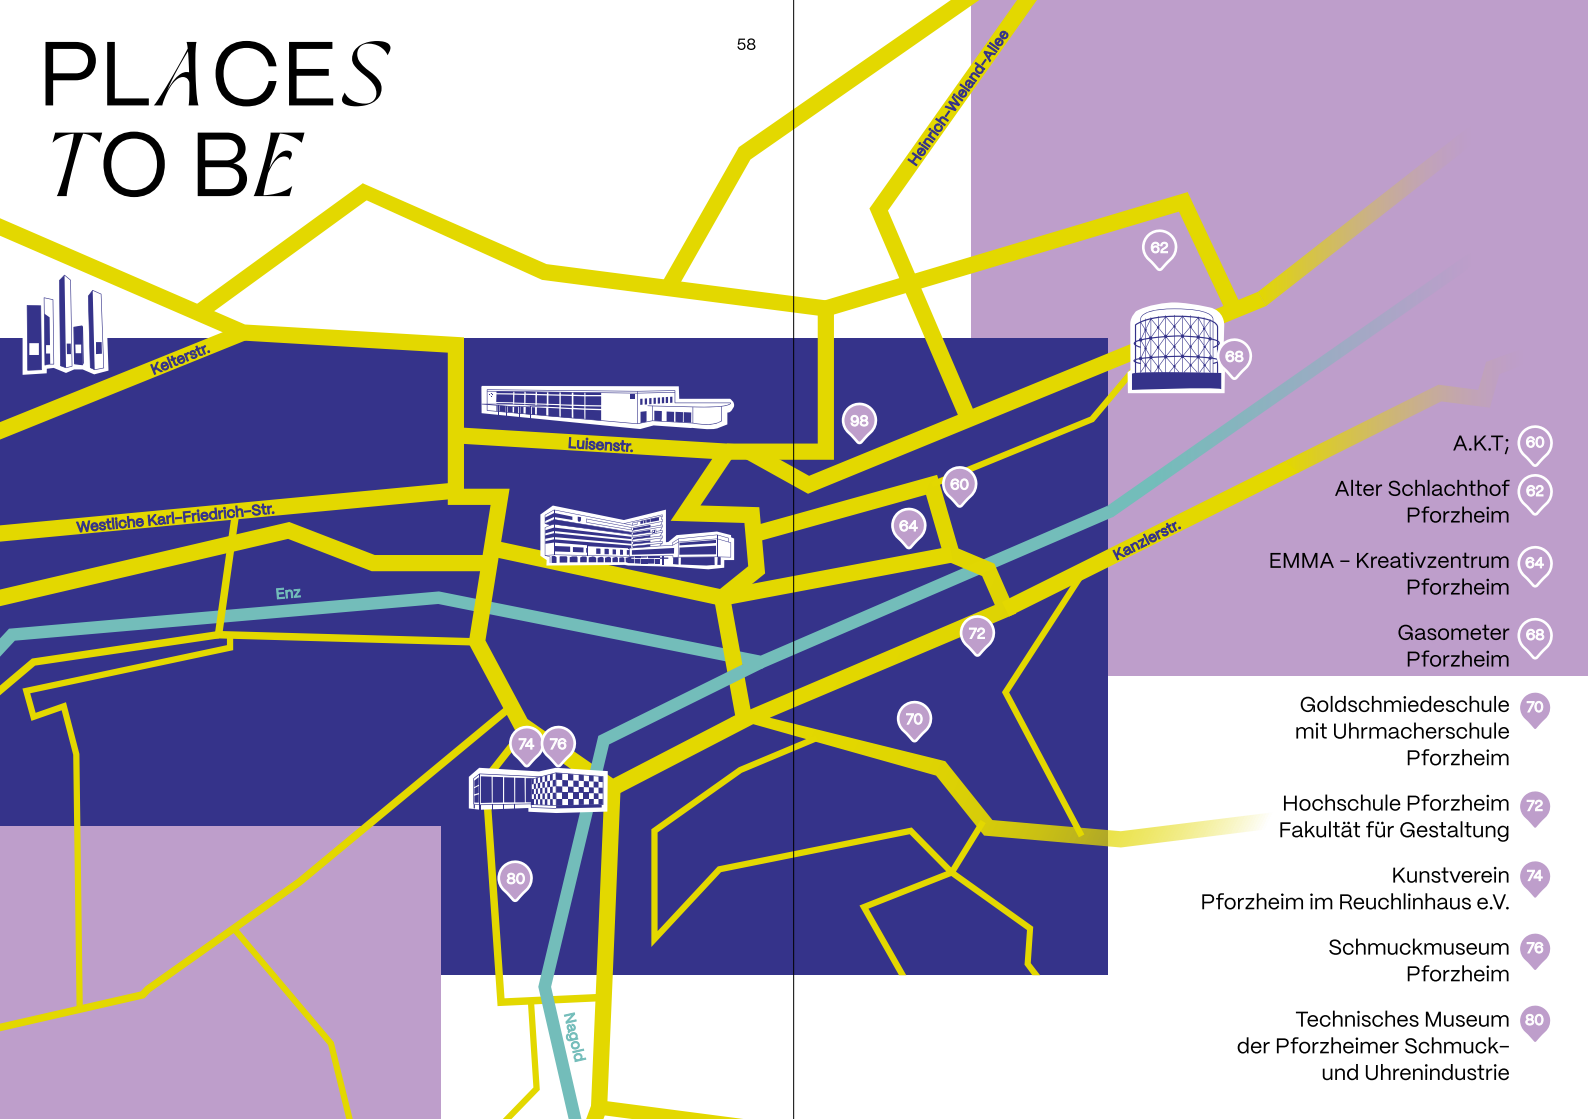 PLACES
TO BE
58
Heinrich-Wieland-Allee
62
68
Kelterstr.
98
Luisenstr.
60
Westliche Karl-Friedrich-Str.
64
Kanzlerstr.
Enz
72
70
74
76
80
Nagold
A.K.T; 60
Alter Schlachthof 62
Pforzheim
EMMA – Kreativzentrum 64
Pforzheim
Gasometer 68
Pforzheim
Goldschmiedeschule 70
mit Uhrmacherschule
Pforzheim
Hochschule Pforzheim 72
Fakultät für Gestaltung
Kunstverein 74
Pforzheim im Reuchlinhaus e.V.
Schmuckmuseum 76
Pforzheim
Technisches Museum 80
der Pforzheimer Schmuck-
und Uhrenindustrie